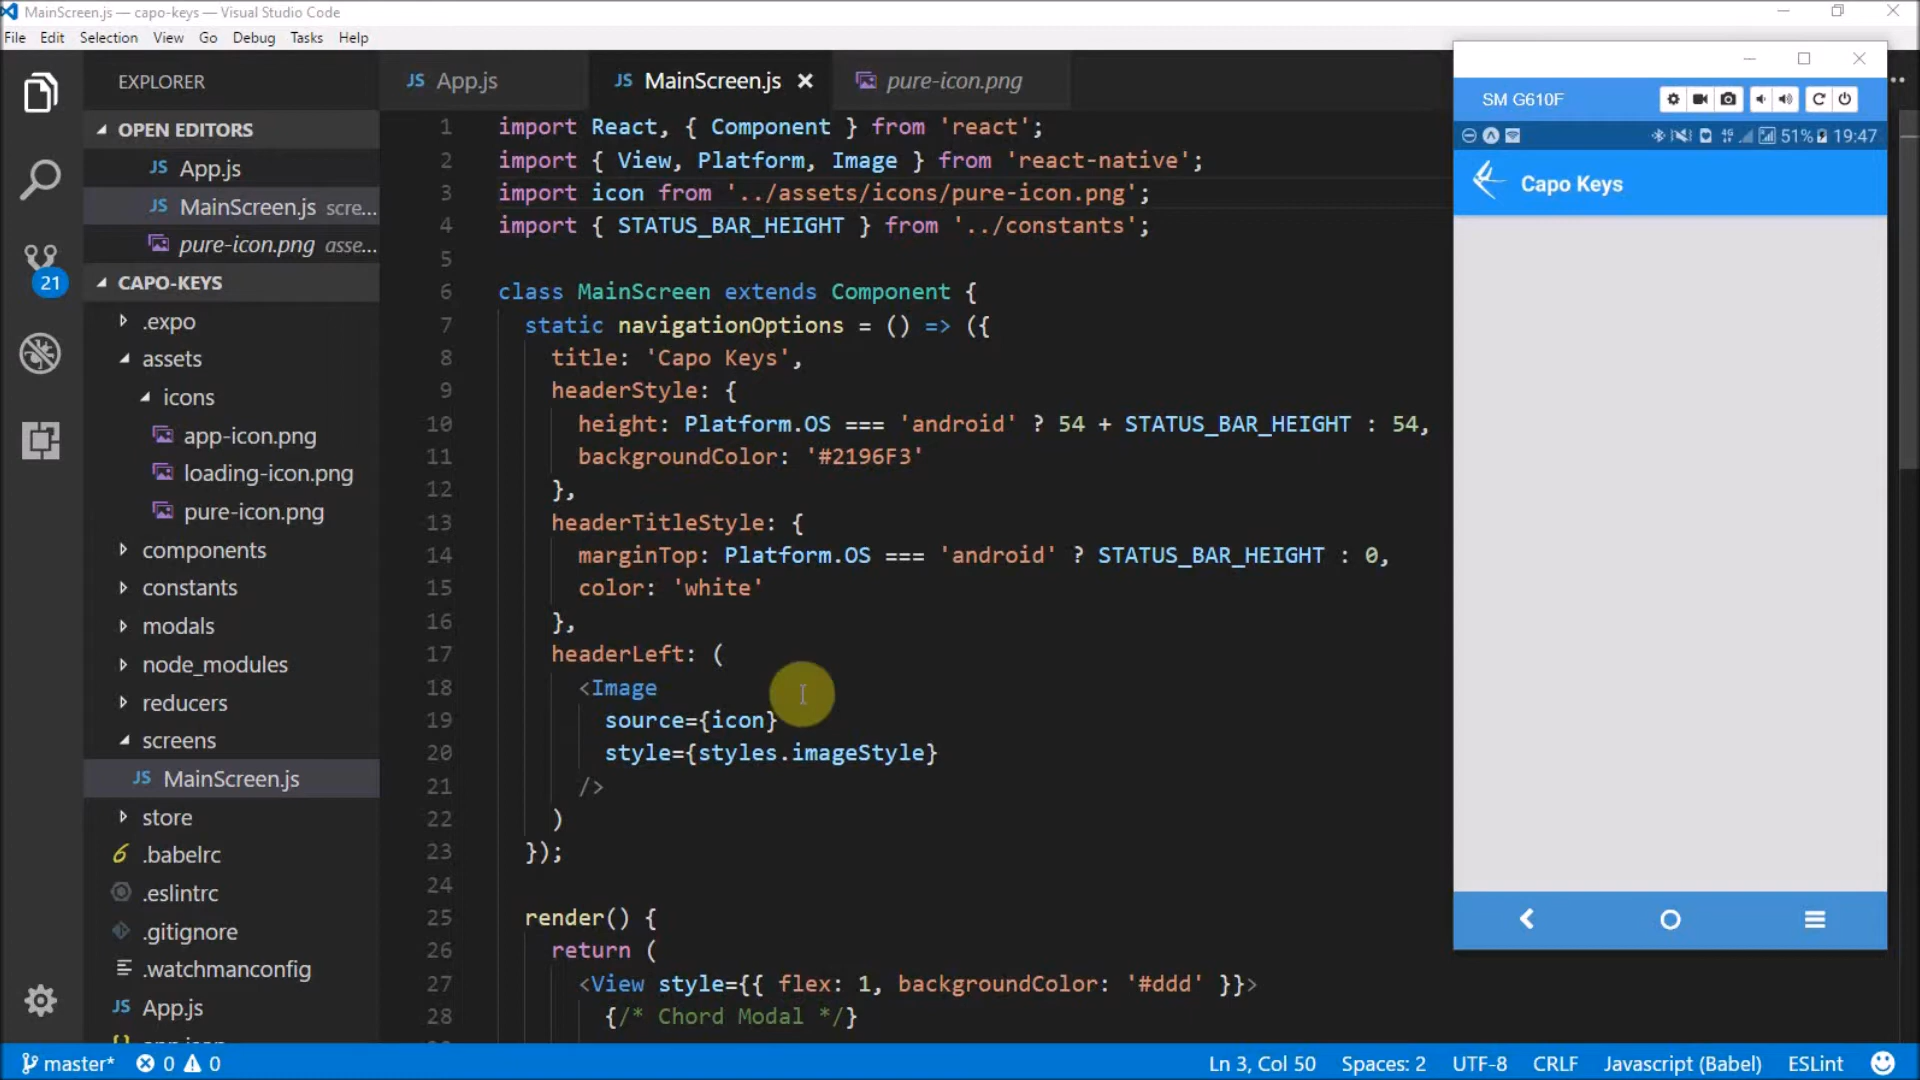 MainScreen.js — capo-keys — Visual Studio Code
File Edit Selection View Go Debug Tasks Help
EXPLORER
OPEN EDITORS
JS App.js
JS MainScreen.js scre...
pure-icon.png asse...
21
CAPO-KEYS
.expo
assets
icons
app-icon.png
loading-icon.png
pure-icon.png
components
constants
modals
node_modules
reducers
screens
JS MainScreen.js
store
.babelrc
.eslintrc
.gitignore
.watchmanconfig
JS App.js
JS App.js
JS MainScreen.js
pure-icon.png
1 import React, { Component } from 'react';
2 import { View, Platform, Image } from 'react-native';
3 import icon from '../assets/icons/pure-icon.png';
4 import { STATUS_BAR_HEIGHT } from '../constants';
5
6 class MainScreen extends Component {
7 static navigationOptions = () => ({
8 title: 'Capo Keys',
9 headerStyle: {
10 height: Platform.OS === 'android' ? 54 + STATUS_BAR_HEIGHT : 54,
11 backgroundColor: '#2196F3'
12 },
13 headerTitleStyle: {
14 marginTop: Platform.OS === 'android' ? STATUS_BAR_HEIGHT : 0,
15 color: 'white'
16 },
17 headerLeft: (
18 <Image
19 source={icon}
20 style={styles.imageStyle}
21 />
22 )
23 });
24
25 render() {
26 return (
27 <View style={{ flex: 1, backgroundColor: '#ddd' }}>
28 {/* Chord Modal */}
SM G610F
4G 51% 19:47
Capo Keys
master* 0 0
Ln 3, Col 50 Spaces: 2 UTF-8 CRLF Javascript (Babel) ESLint